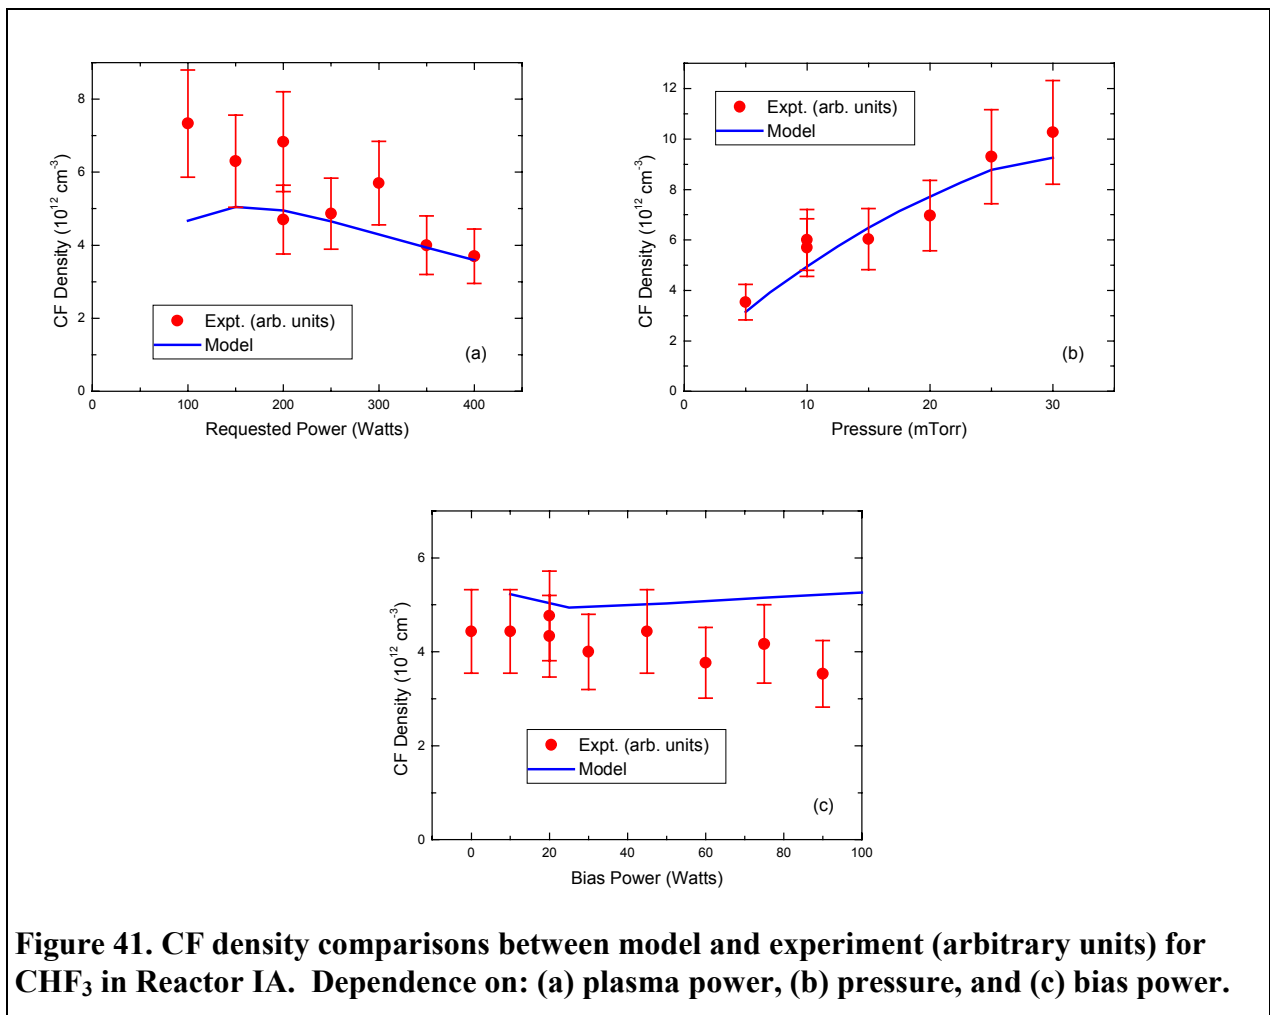 8
6
4
2
0
CF Density (10¹² cm⁻³)
Expt. (arb. units)
Model
(a)
0
100
200
300
400
Requested Power (Watts)
12
10
8
6
4
2
0
CF Density (10¹² cm⁻³)
Expt. (arb. units)
Model
(b)
0
10
20
30
Pressure (mTorr)
6
4
2
0
CF Density (10¹² cm⁻³)
Expt. (arb. units)
Model
(c)
0
20
40
60
80
100
Bias Power (Watts)
Figure 41. CF density comparisons between model and experiment (arbitrary units) for
CHF₃ in Reactor IA. Dependence on: (a) plasma power, (b) pressure, and (c) bias power.